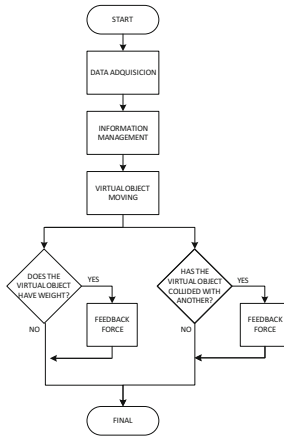 START
DATA ADQUISICION
INFORMATION
MANAGEMENT
VIRTUAL OBJECT
MOVING
DOES THE
VIRTUAL OBJECT
HAVE WEIGHT?
YES
NO
FEEDBACK
FORCE
HAS THE
VIRTUAL OBJECT
COLLIDED WITH
ANOTHER?
YES
NO
FEEDBACK
FORCE
FINAL